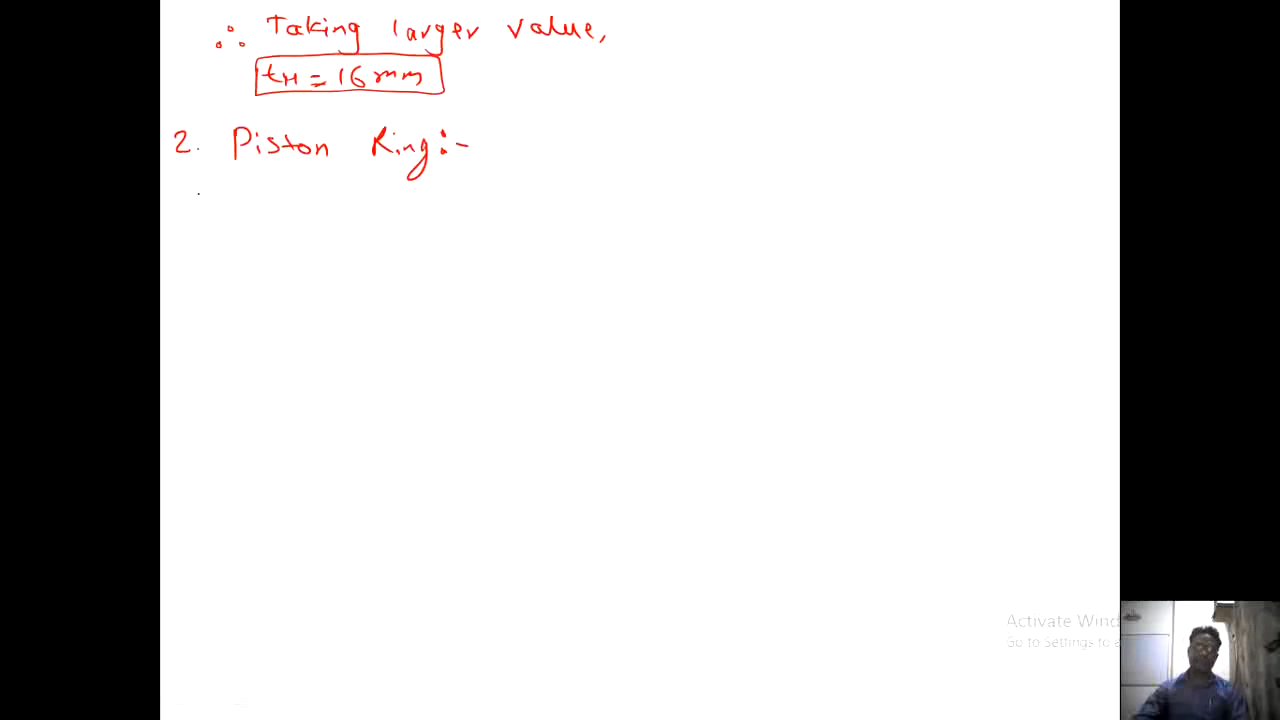 ∴ Taking larger value,
tH = 16 mm
2. Piston Ring:-
Activate Wind
Go to Settings to a